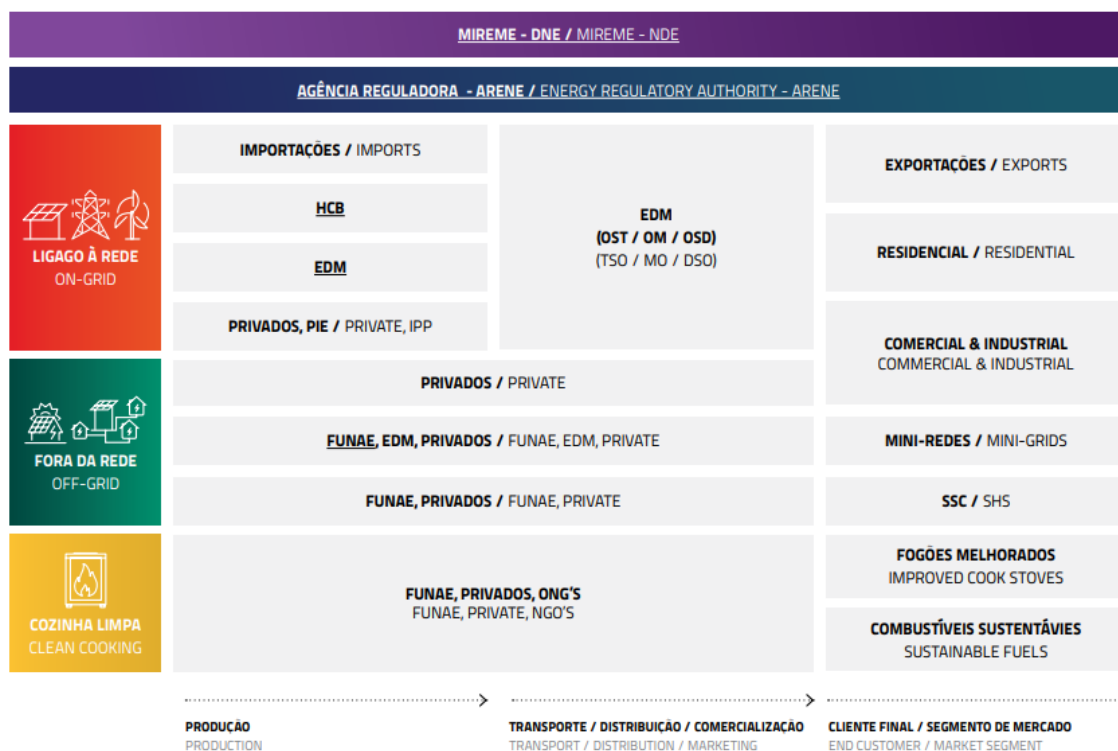 MIREME - DNE / MIREME - NDE
AGÊNCIA REGULADORA - ARENE / ENERGY REGULATORY AUTHORITY - ARENE
LIGAGO À REDE
ON-GRID
IMPORTAÇÕES / IMPORTS
HCB
EDM
PRIVADOS, PIE / PRIVATE, IPP
EDM
(OST / OM / OSD)
(TSO / MO / DSO)
EXPORTAÇÕES / EXPORTS
RESIDENCIAL / RESIDENTIAL
COMERCIAL & INDUSTRIAL
COMMERCIAL & INDUSTRIAL
FORA DA REDE
OFF-GRID
PRIVADOS / PRIVATE
FUNAE, EDM, PRIVADOS / FUNAE, EDM, PRIVATE
MINI-REDES / MINI-GRIDS
FUNAE, PRIVADOS / FUNAE, PRIVATE
SSC / SHS
COZINHA LIMPA
CLEAN COOKING
FUNAE, PRIVADOS, ONG'S
FUNAE, PRIVATE, NGO'S
FOGÕES MELHORADOS
IMPROVED COOK STOVES
COMBUSTÍVEIS SUSTENTÁVIES
SUSTAINABLE FUELS
PRODUÇÃO
PRODUCTION
TRANSPORTE / DISTRIBUIÇÃO / COMERCIALIZAÇÃO
TRANSPORT / DISTRIBUTION / MARKETING
CLIENTE FINAL / SEGMENTO DE MERCADO
END CUSTOMER / MARKET SEGMENT